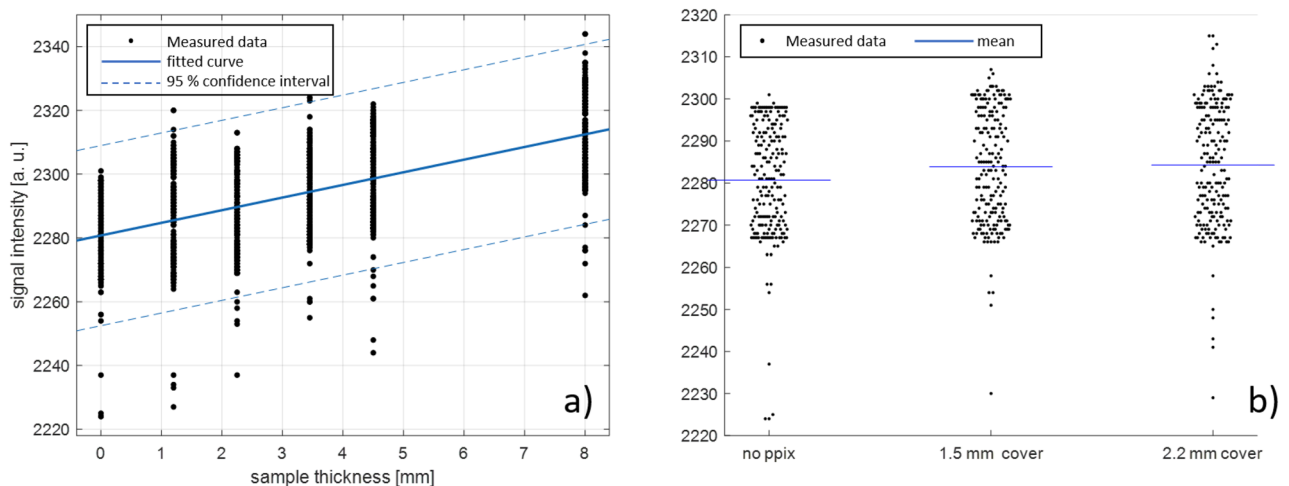 Measured data
fitted curve
95 % confidence interval
2340
2320
2300
2280
2260
2240
2220
signal intensity [a. u.]
0 1 2 3 4 5 6 7 8
sample thickness [mm]
a)
Measured data mean
2320
2310
2300
2290
2280
2270
2260
2250
2240
2230
2220
no ppix 1.5 mm cover 2.2 mm cover
b)